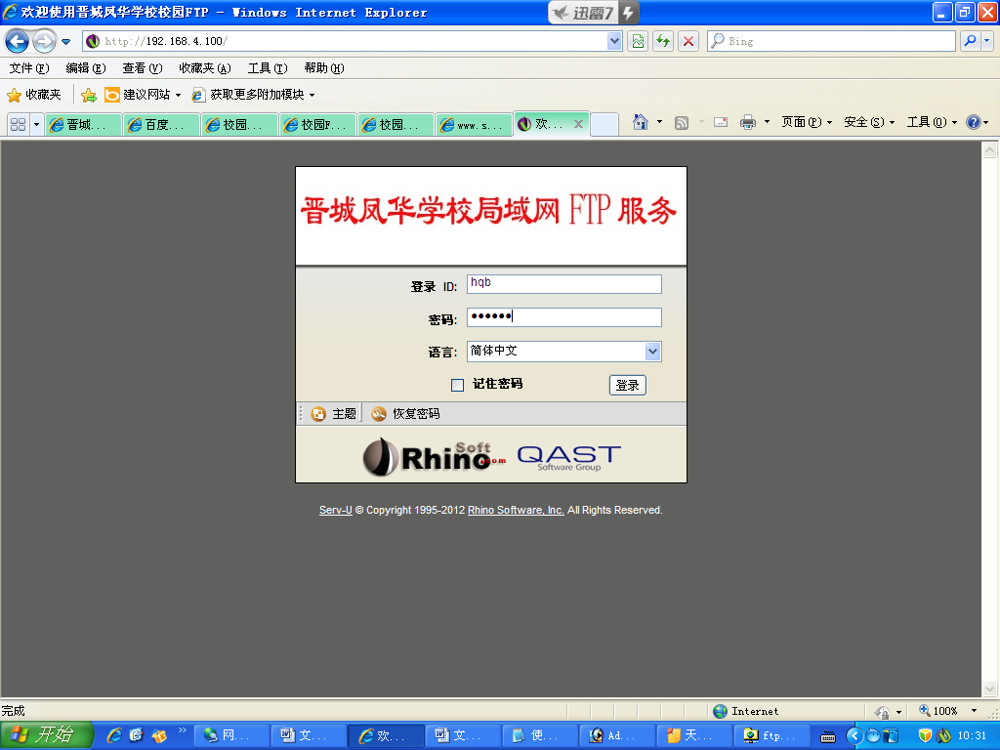 欢迎使用晋城凤华学校校园FTP - Windows Internet Explorer
迅雷7
http://192.168.4.100/
Bing
文件(F) 编辑(E) 查看(V) 收藏夹(A) 工具(T) 帮助(H)
收藏夹 建议网站 获取更多附加模块
晋城... 百度... 校园... 校园F... 校园... www.s... 欢... 页面(P) 安全(S) 工具(O)
晋城凤华学校局域网 FTP 服务
登录 ID: hqb
密码: ●●●●●●
语言: 简体中文
记住密码 登录
主题 恢复密码
RhinoSoft.com QAST
Software Group
Serv-U © Copyright 1995-2012 Rhino Software, Inc. All Rights Reserved.
完成 Internet 100%
开始 网... 文... 欢... 文... 使... Ad... 天... ftp... 10:31